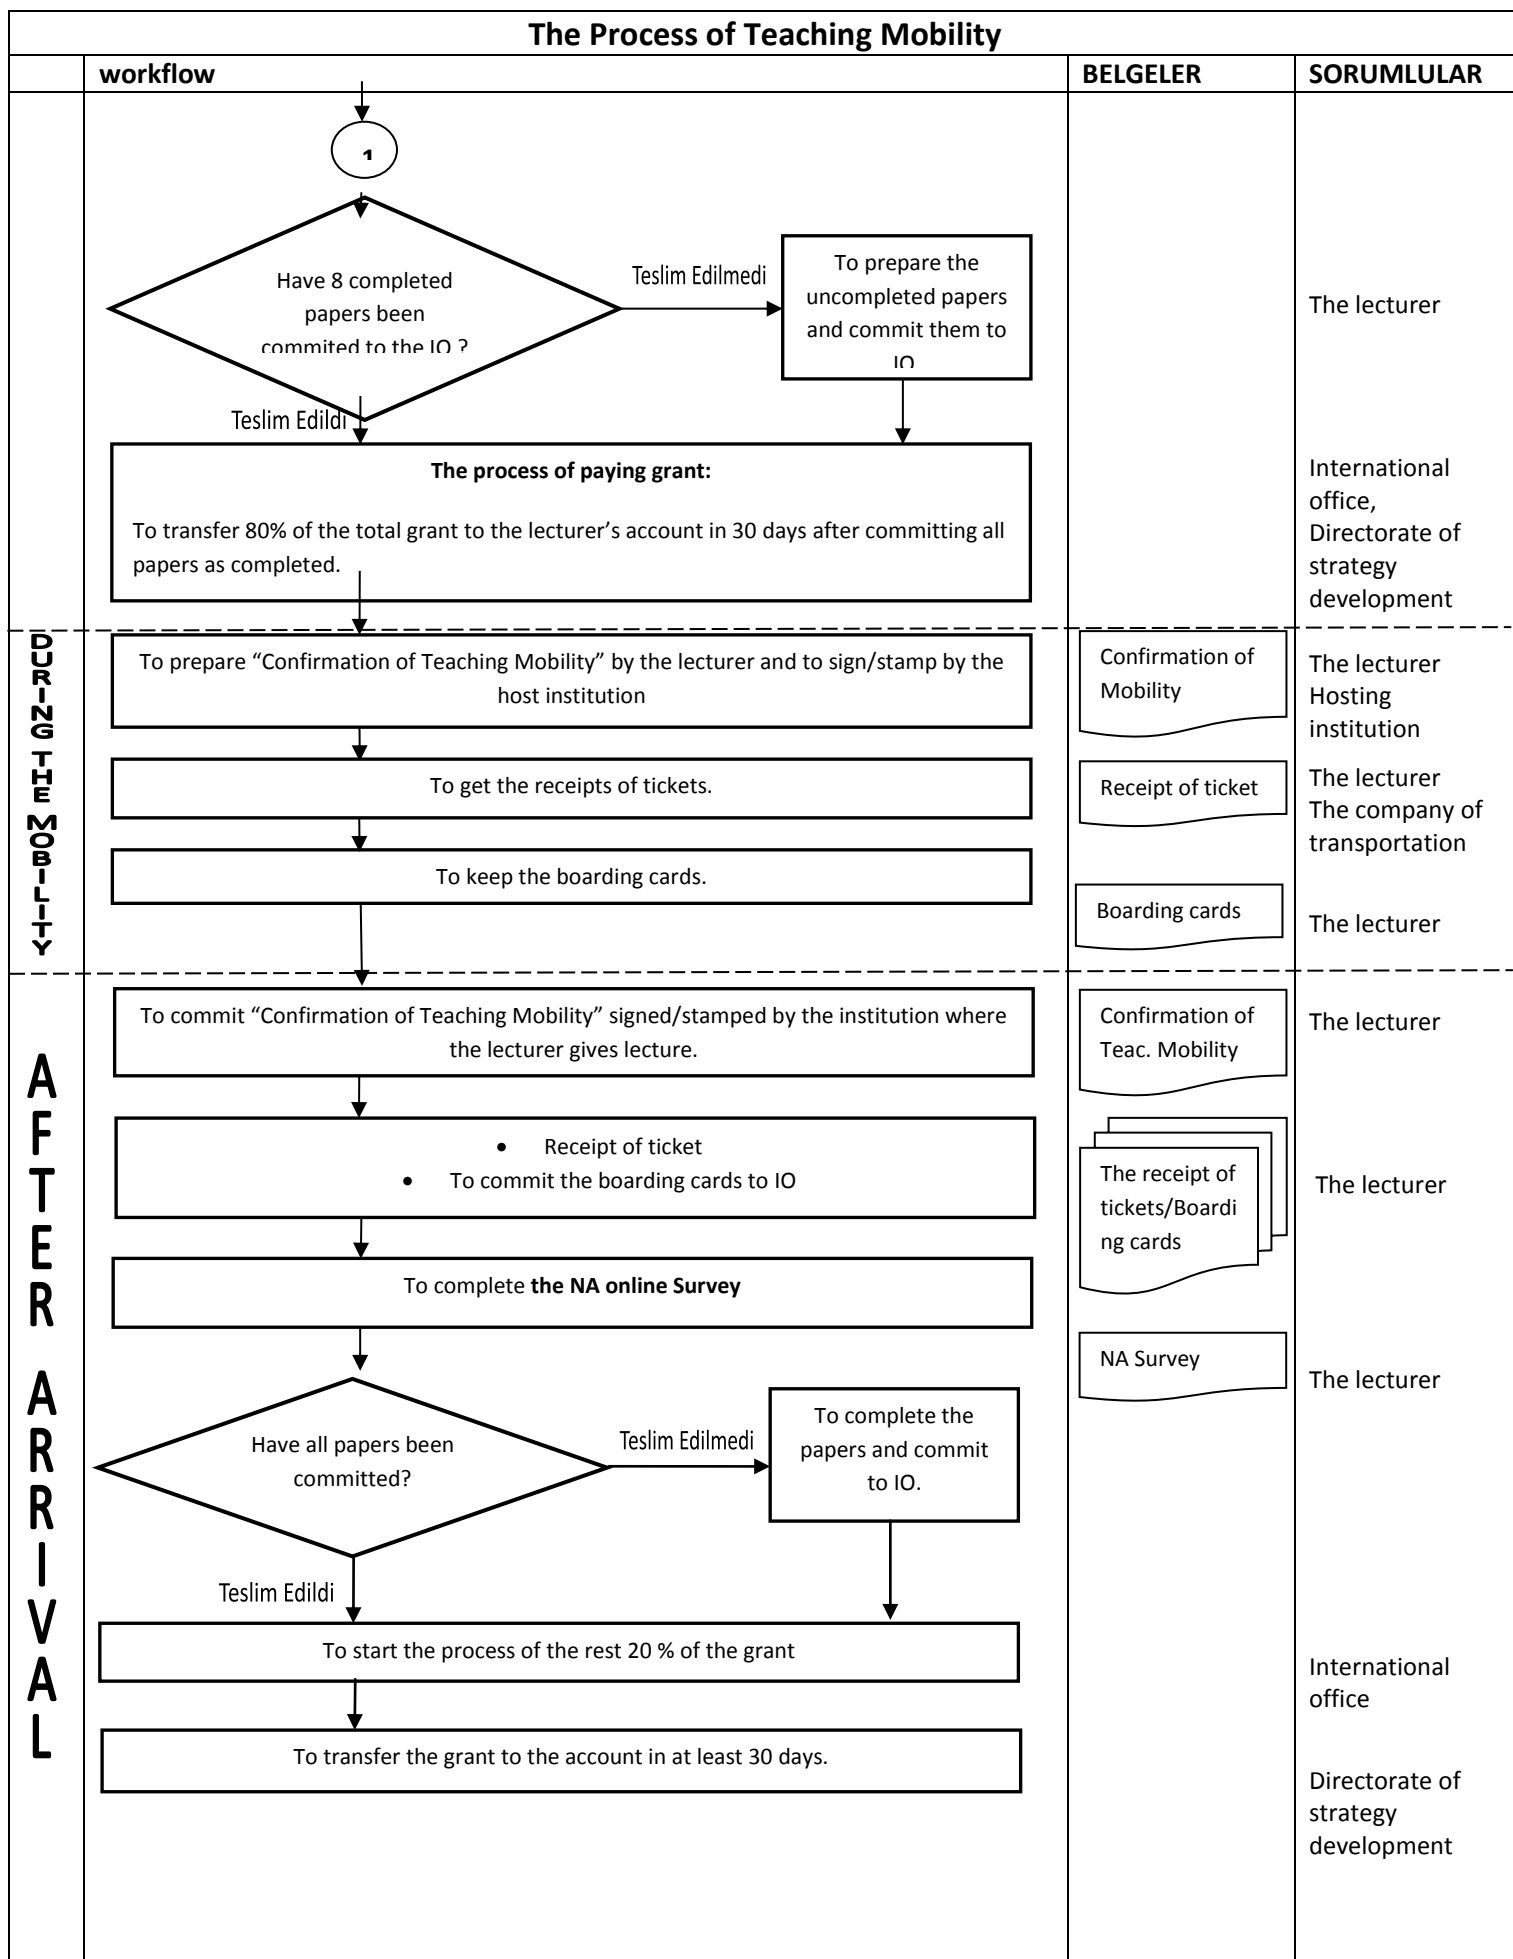 The Process of Teaching Mobility
workflow
BELGELER
SORUMLULAR
1
Have 8 completed
papers been
commited to the IO ?
Teslim Edilmedi
To prepare the
uncompleted papers
and commit them to
IO
The lecturer
Teslim Edildi
The process of paying grant:
To transfer 80% of the total grant to the lecturer’s account in 30 days after committing all
papers as completed.
International
office,
Directorate of
strategy
development
DURING THE MOBILITY
To prepare “Confirmation of Teaching Mobility” by the lecturer and to sign/stamp by the
host institution
Confirmation of
Mobility
The lecturer
Hosting
institution
To get the receipts of tickets.
Receipt of ticket
The lecturer
The company of
transportation
To keep the boarding cards.
Boarding cards
The lecturer
AFTER ARRIVAL
To commit “Confirmation of Teaching Mobility” signed/stamped by the institution where
the lecturer gives lecture.
Confirmation of
Teac. Mobility
The lecturer
• Receipt of ticket
• To commit the boarding cards to IO
The receipt of
tickets/Boardi
ng cards
The lecturer
To complete the NA online Survey
NA Survey
The lecturer
Have all papers been
committed?
Teslim Edilmedi
To complete the
papers and commit
to IO.
Teslim Edildi
To start the process of the rest 20 % of the grant
International
office
To transfer the grant to the account in at least 30 days.
Directorate of
strategy
development